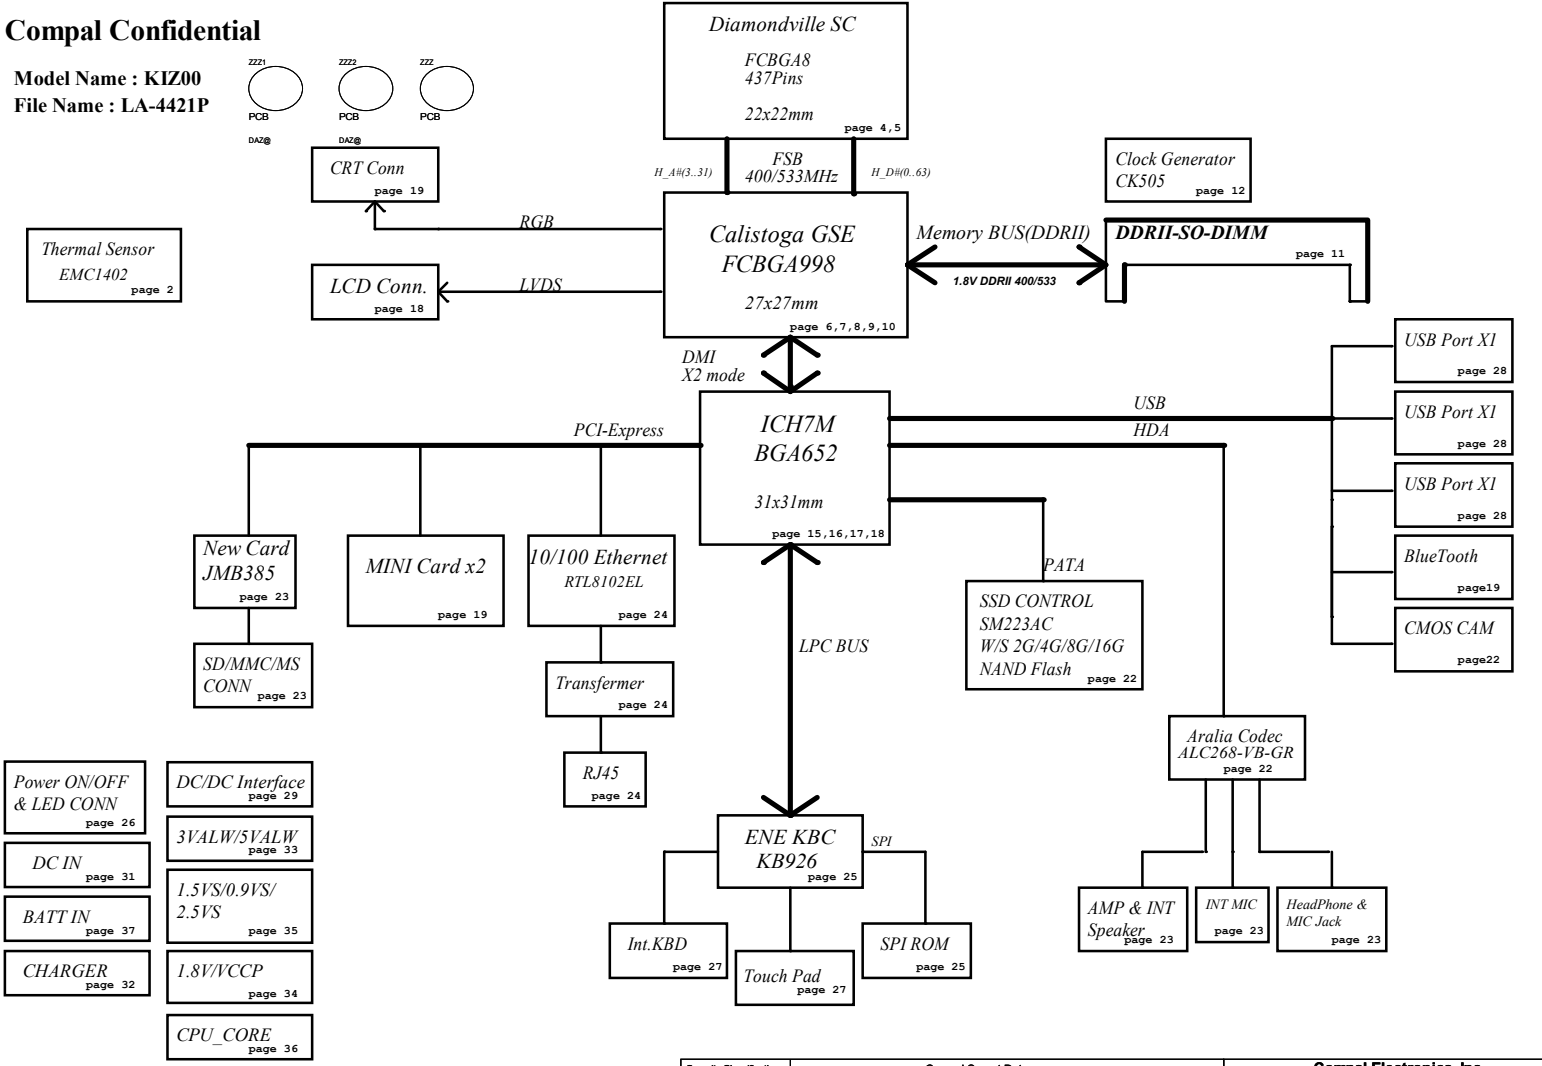 Compal Confidential
Model Name : KIZ00
File Name : LA-4421P
ZZZ1
PCB
DAZ@
ZZZ2
PCB
DAZ@
ZZZ
PCB
Diamondville SC
FCBGA8
437Pins
22x22mm
page 4,5
H_A#(3..31)
FSB
400/533MHz
H_D#(0..63)
Clock Generator
CK505
page 12
CRT Conn
page 19
RGB
Thermal Sensor
EMC1402
page 2
LCD Conn.
page 18
LVDS
Calistoga GSE
FCBGA998
27x27mm
page 6,7,8,9,10
Memory BUS(DDRII)
1.8V DDRII 400/533
DDRII-SO-DIMM
page 11
DMI
X2 mode
ICH7M
BGA652
31x31mm
page 15,16,17,18
PCI-Express
USB
HDA
PATA
LPC BUS
USB Port X1
page 28
USB Port X1
page 28
USB Port X1
page 28
BlueTooth
page19
CMOS CAM
page22
New Card
JMB385
page 23
MINI Card x2
page 19
10/100 Ethernet
RTL8102EL
page 24
SD/MMC/MS
CONN
page 23
Transfermer
page 24
RJ45
page 24
SSD CONTROL
SM223AC
W/S 2G/4G/8G/16G
NAND Flash
page 22
Aralia Codec
ALC268-VB-GR
page 22
AMP & INT
Speaker
page 23
INT MIC
page 23
HeadPhone &
MIC Jack
page 23
ENE KBC
KB926
page 25
SPI
Int.KBD
page 27
Touch Pad
page 27
SPI ROM
page 25
Power ON/OFF
& LED CONN
page 26
DC IN
page 31
BATT IN
page 37
CHARGER
page 32
DC/DC Interface
page 29
3VALW/5VALW
page 33
1.5VS/0.9VS/
2.5VS
page 35
1.8V/VCCP
page 34
CPU_CORE
page 36